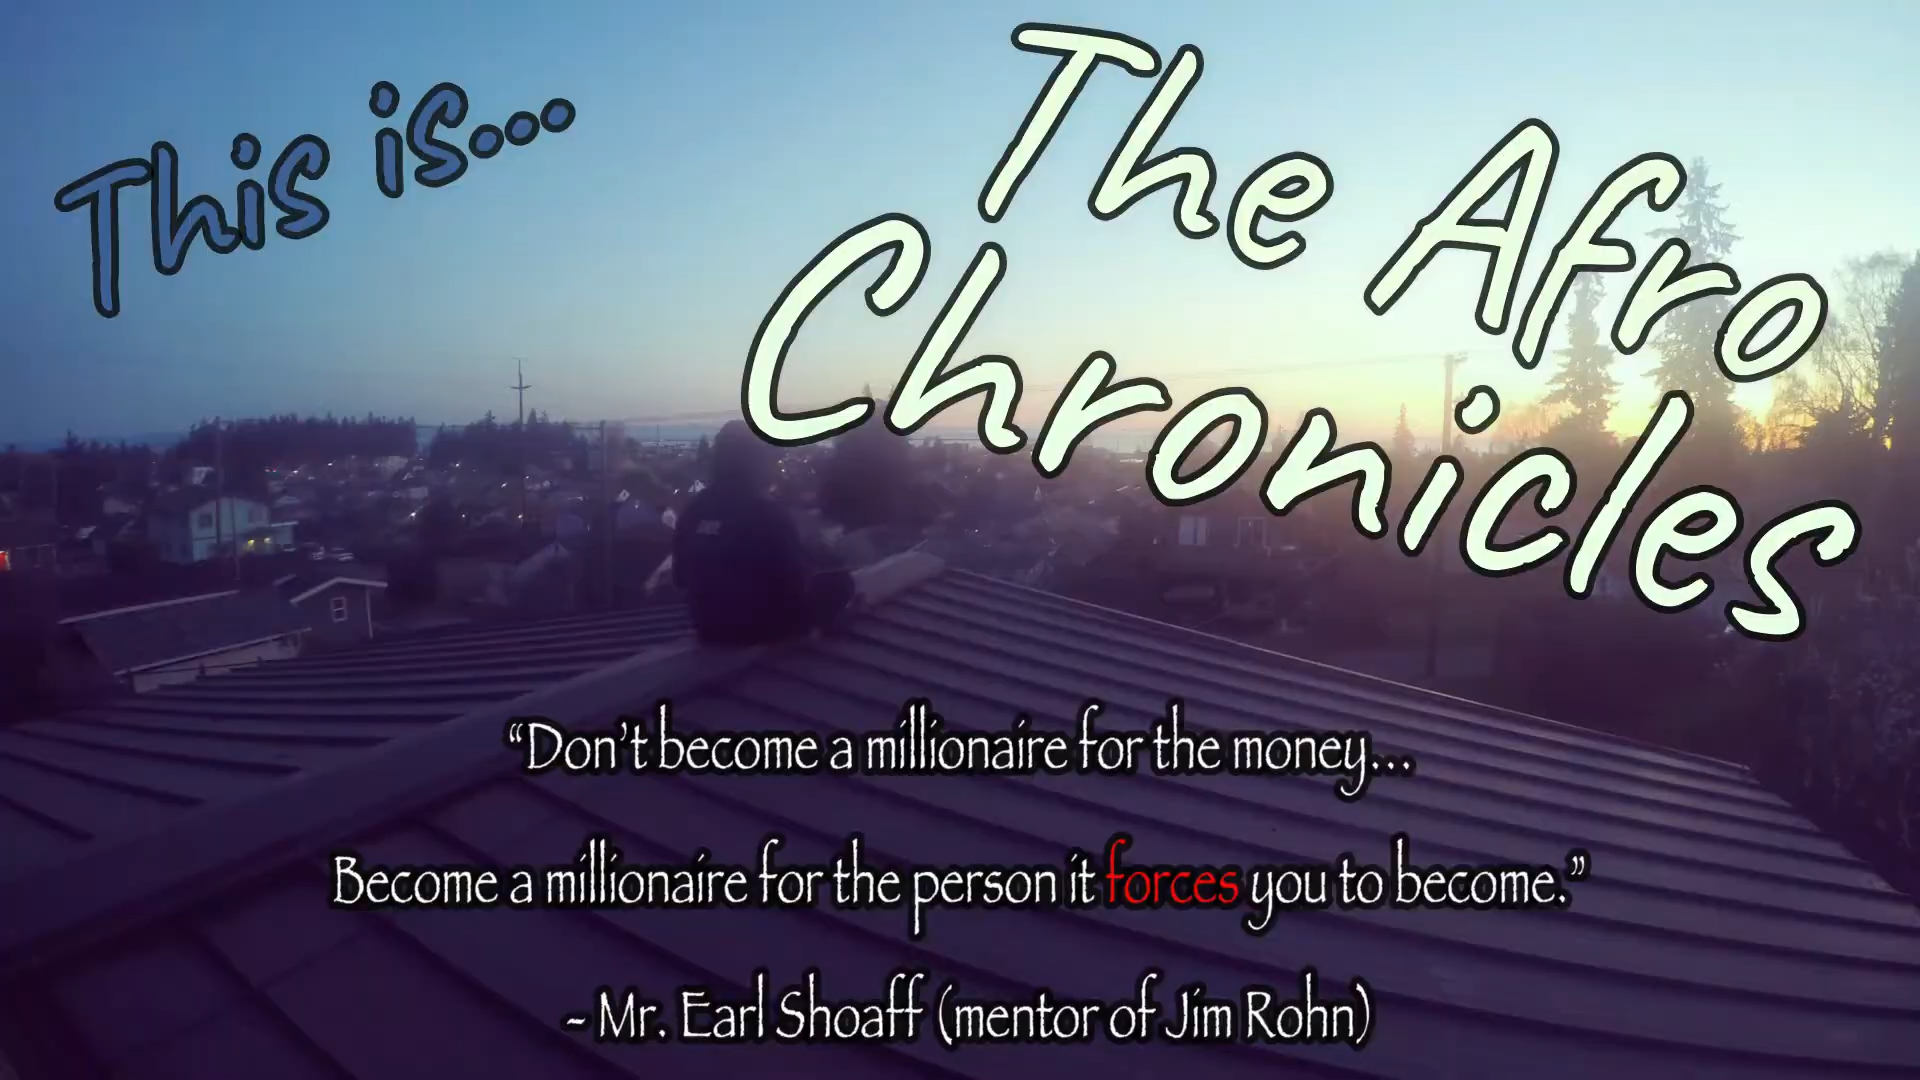 This is...
The Afro
Chronicles
“Don’t become a millionaire for the money...
Become a millionaire for the person it forces you to become.”
- Mr. Earl Shoaff (mentor of Jim Rohn)